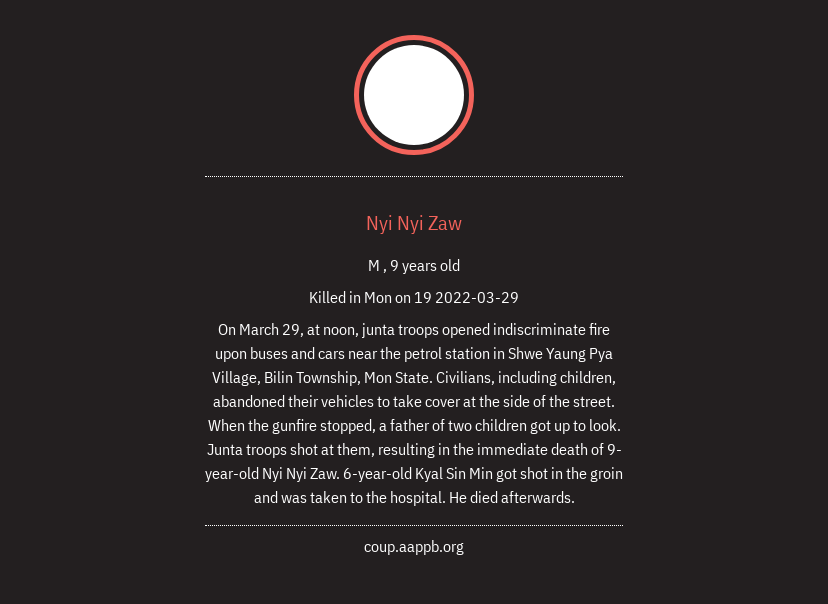 Nyi Nyi Zaw
M , 9 years old
Killed in Mon on 19 2022-03-29
On March 29, at noon, junta troops opened indiscriminate fire
upon buses and cars near the petrol station in Shwe Yaung Pya
Village, Bilin Township, Mon State. Civilians, including children,
abandoned their vehicles to take cover at the side of the street.
When the gunfire stopped, a father of two children got up to look.
Junta troops shot at them, resulting in the immediate death of 9-
year-old Nyi Nyi Zaw. 6-year-old Kyal Sin Min got shot in the groin
and was taken to the hospital. He died afterwards.
coup.aappb.org